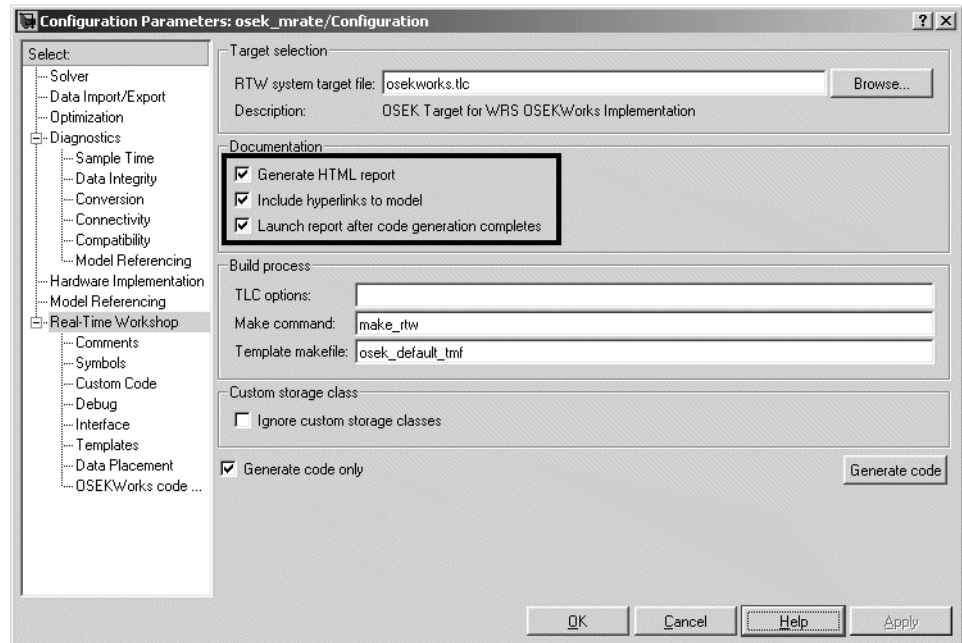 Configuration Parameters: osek_mrate/Configuration
Select:
Solver
Data Import/Export
Optimization
Diagnostics
Sample Time
Data Integrity
Conversion
Connectivity
Compatibility
Model Referencing
Hardware Implementation
Model Referencing
Real-Time Workshop
Comments
Symbols
Custom Code
Debug
Interface
Templates
Data Placement
OSEKWorks code ...
Target selection
RTW system target file: osekworks.tlc Browse...
Description: OSEK Target for WRS OSEKWorks Implementation
Documentation
Generate HTML report
Include hyperlinks to model
Launch report after code generation completes
Build process
TLC options:
Make command: make_rtw
Template makefile: osek_default_tmf
Custom storage class
Ignore custom storage classes
Generate code only Generate code
OK Cancel Help Apply